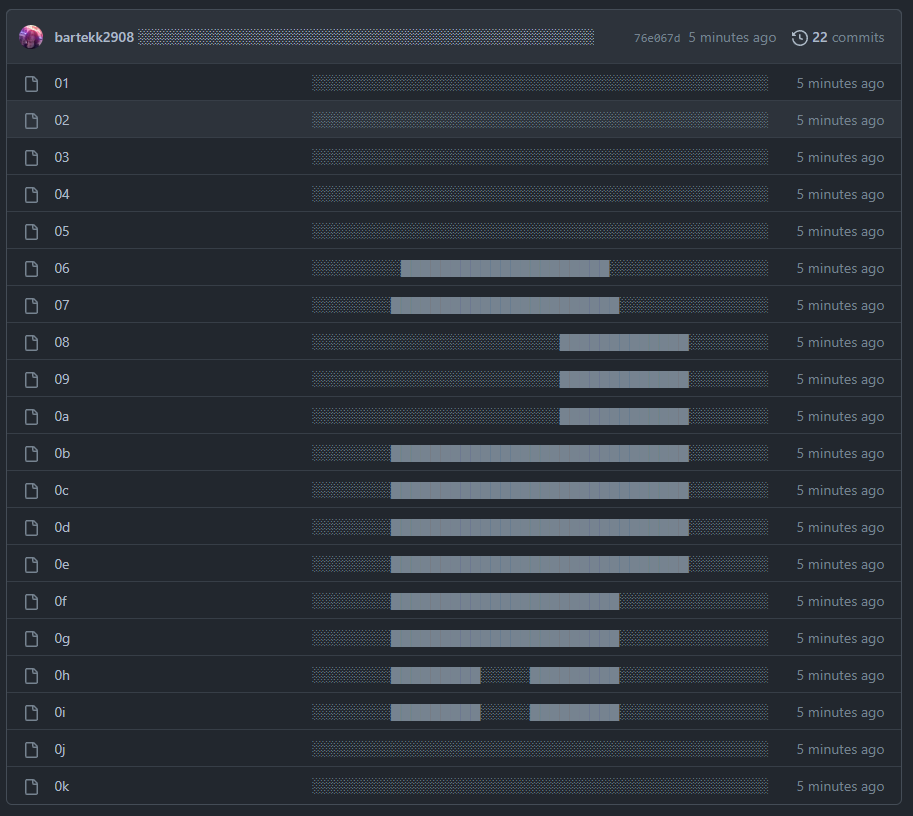 bartekk2908 76e067d 5 minutes ago 22 commits
01 5 minutes ago
02 5 minutes ago
03 5 minutes ago
04 5 minutes ago
05 5 minutes ago
06 5 minutes ago
07 5 minutes ago
08 5 minutes ago
09 5 minutes ago
0a 5 minutes ago
0b 5 minutes ago
0c 5 minutes ago
0d 5 minutes ago
0e 5 minutes ago
0f 5 minutes ago
0g 5 minutes ago
0h 5 minutes ago
0i 5 minutes ago
0j 5 minutes ago
0k 5 minutes ago